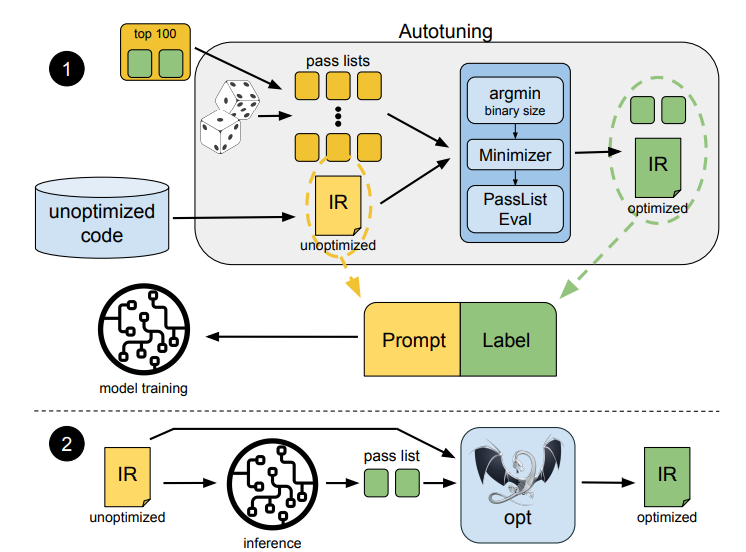 Autotuning
top 100
1
pass lists
argmin
binary size
Minimizer
PassList
Eval
IR
optimized
IR
unoptimized
unoptimized
code
Prompt
Label
model training
2
IR
unoptimized
inference
pass list
opt
IR
optimized